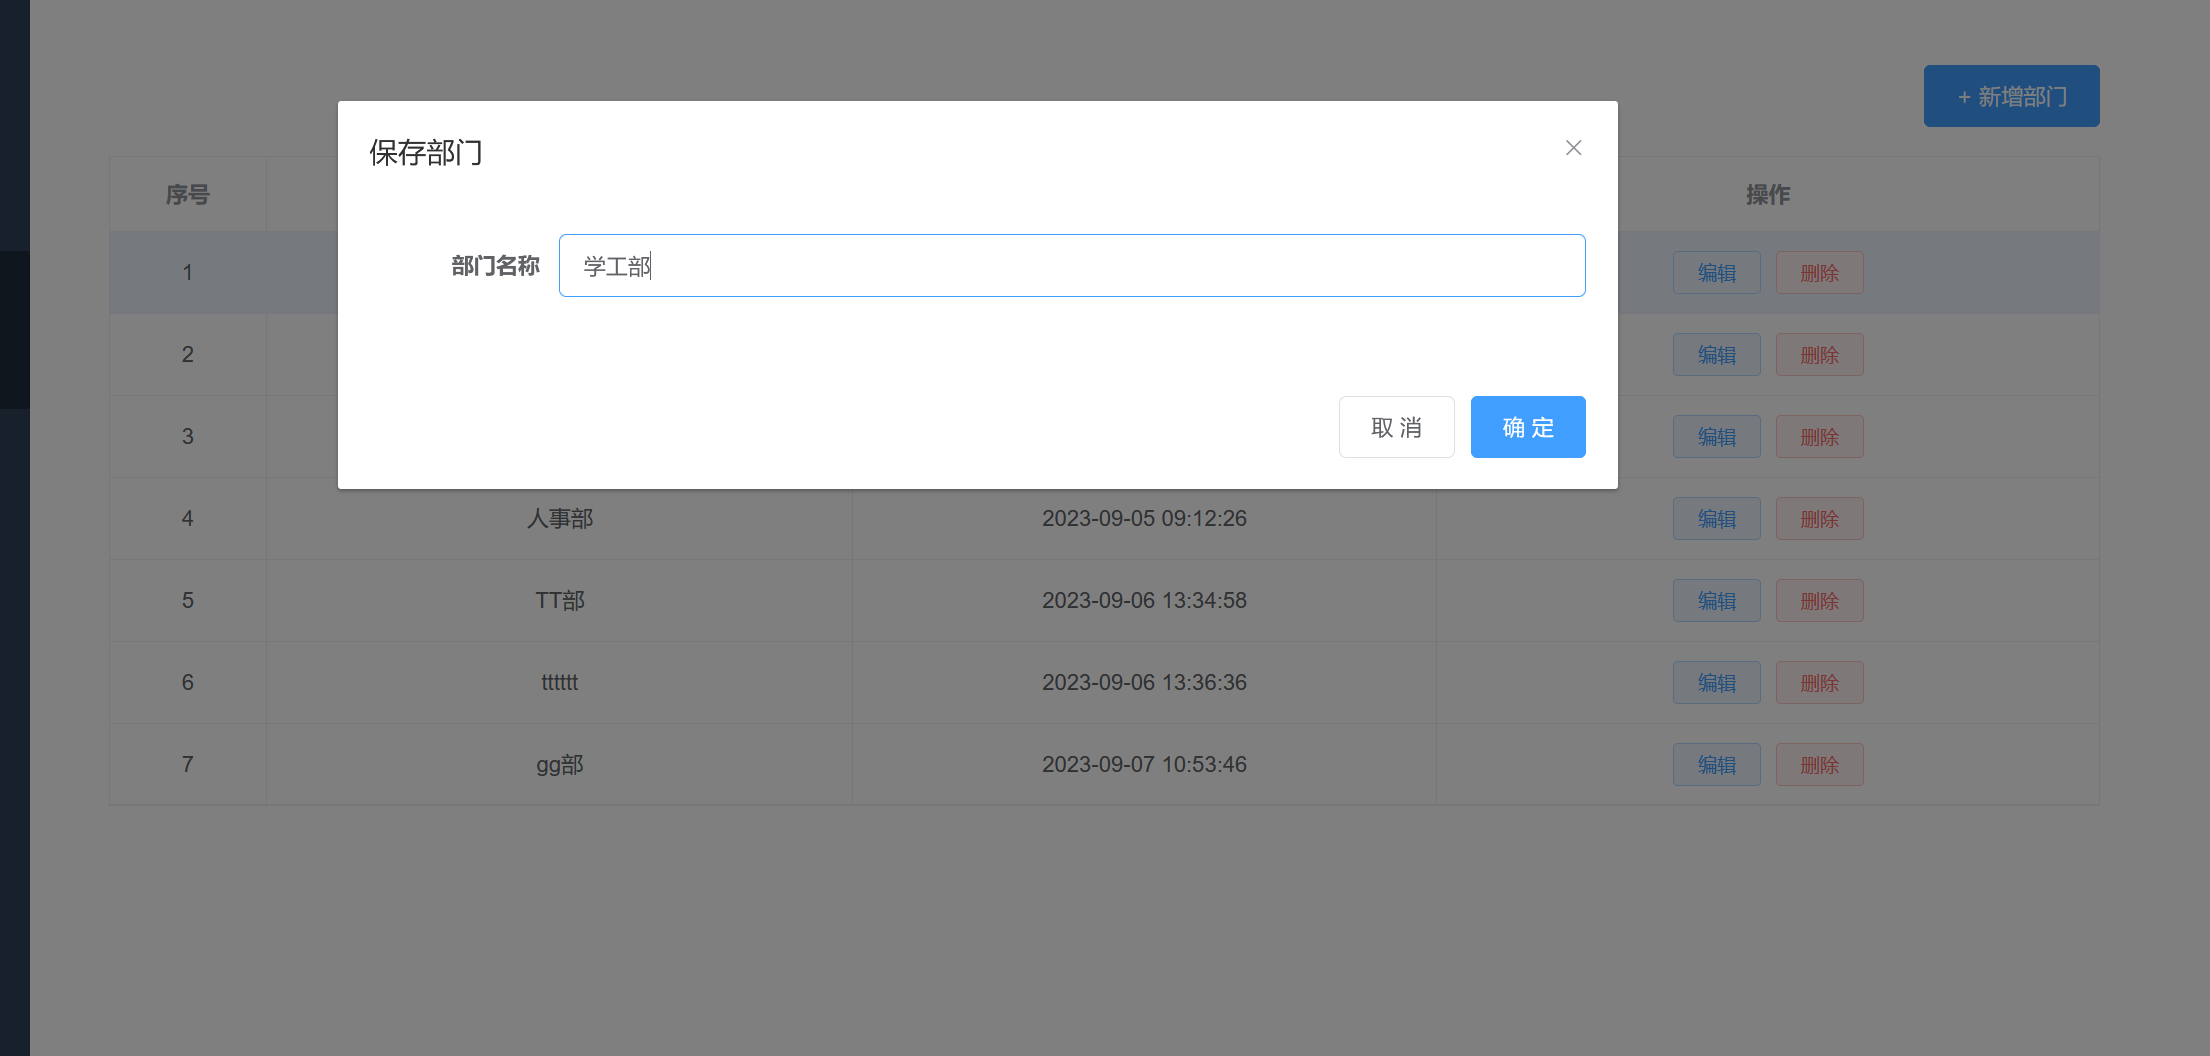 + 新增部门
保存部门
序号 操作
部门名称 学工部
1 编辑 删除
2 编辑 删除
取 消 确 定
3 编辑 删除
4 人事部 2023-09-05 09:12:26 编辑 删除
5 TT部 2023-09-06 13:34:58 编辑 删除
6 tttttt 2023-09-06 13:36:36 编辑 删除
7 gg部 2023-09-07 10:53:46 编辑 删除